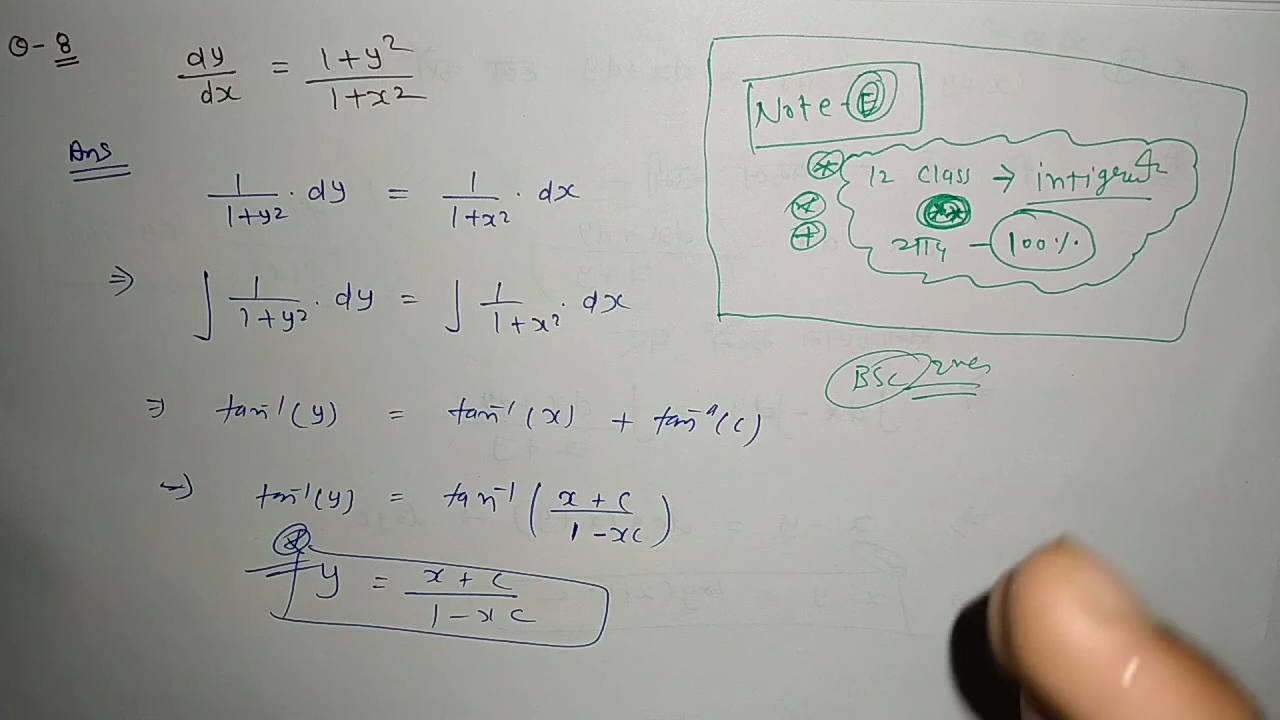 Q-8
dy/dx = 1+y²/1+x²
Ans
1/1+y² · dy = 1/1+x² · dx
⇒ ∫ 1/1+y² · dy = ∫ 1/1+x² · dx
⇒ tan⁻¹(y) = tan⁻¹(x) + tan⁻¹(c)
→ tan⁻¹(y) = tan⁻¹(x+c/1-xc)
y = x+c/1-xc
Note-
12 class →
याद - 100%
BSC